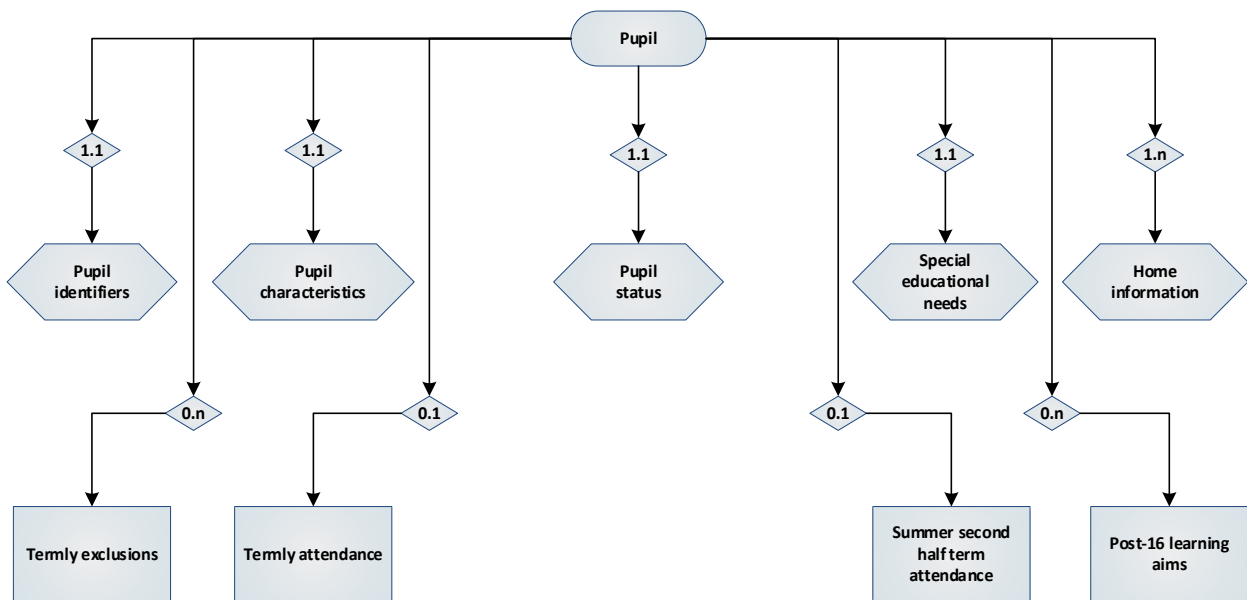 Pupil
1.1
1.1
1.1
1.1
1.n
Pupil
identifiers
Pupil
characteristics
Pupil
status
Special
educational
needs
Home
information
0.n
0.1
0.1
0.n
Termly exclusions
Termly attendance
Summer second
half term
attendance
Post-16 learning
aims